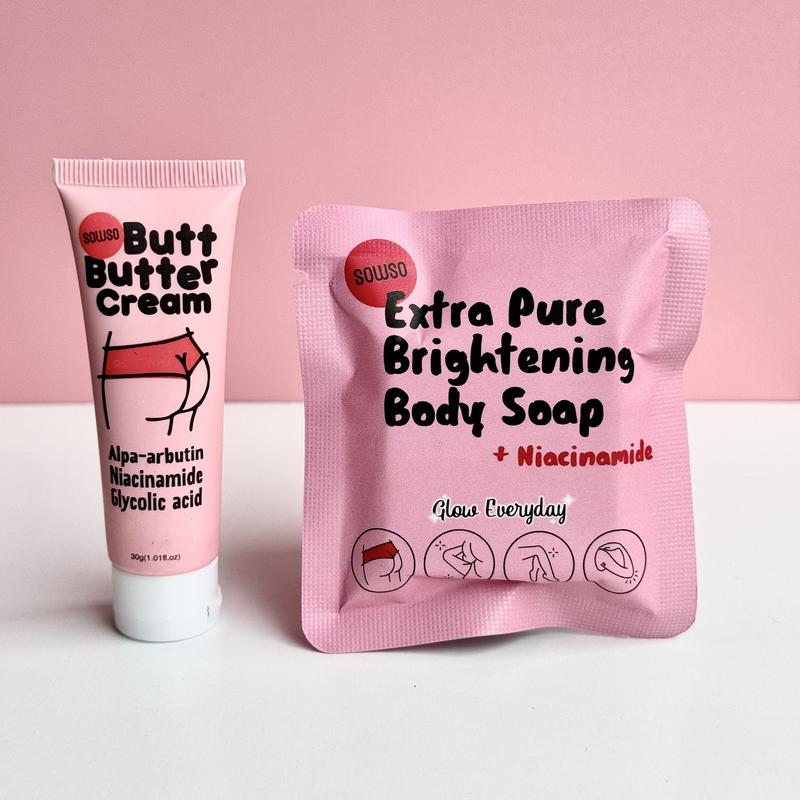 sowso
Butt
Butter
Cream
Alpa-arbutin
Niacinamide
Glycolic acid
30g(1.01fl.oz)
sowso
Extra Pure
Brightening
Body Soap
+ Niacinamide
Glow Everyday